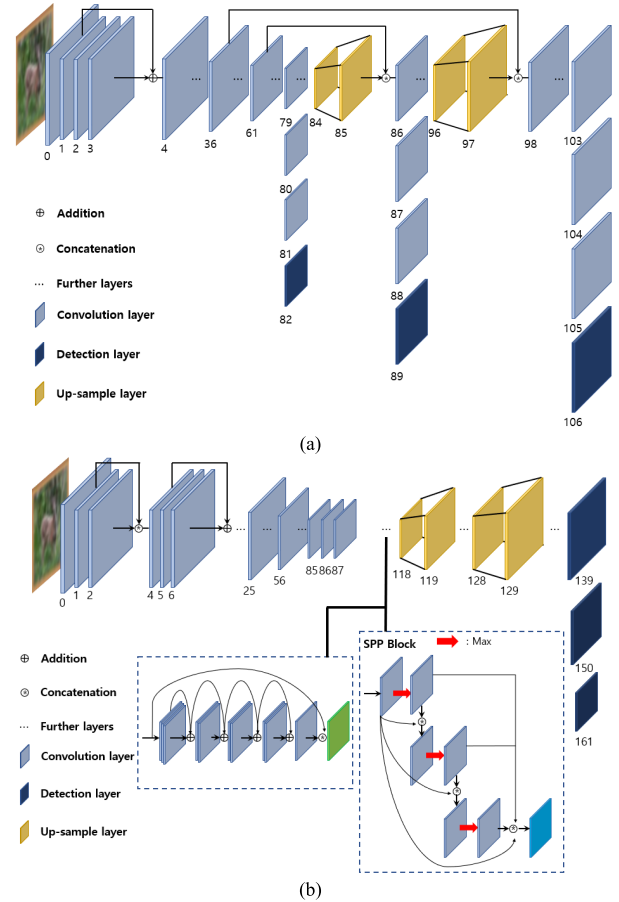 0 1 2 3 4 36 61 79 84 85 86 96 97 98 103
80 87 104
81 88 105
82 89 106
⊕ Addition
⊛ Concatenation
... Further layers
Convolution layer
Detection layer
Up-sample layer
(a)
0 1 2 4 5 6 25 56 85 86 87 118 119 128 129 139
150
161
SPP Block : Max
⊕ Addition
⊛ Concatenation
... Further layers
Convolution layer
Detection layer
Up-sample layer
(b)